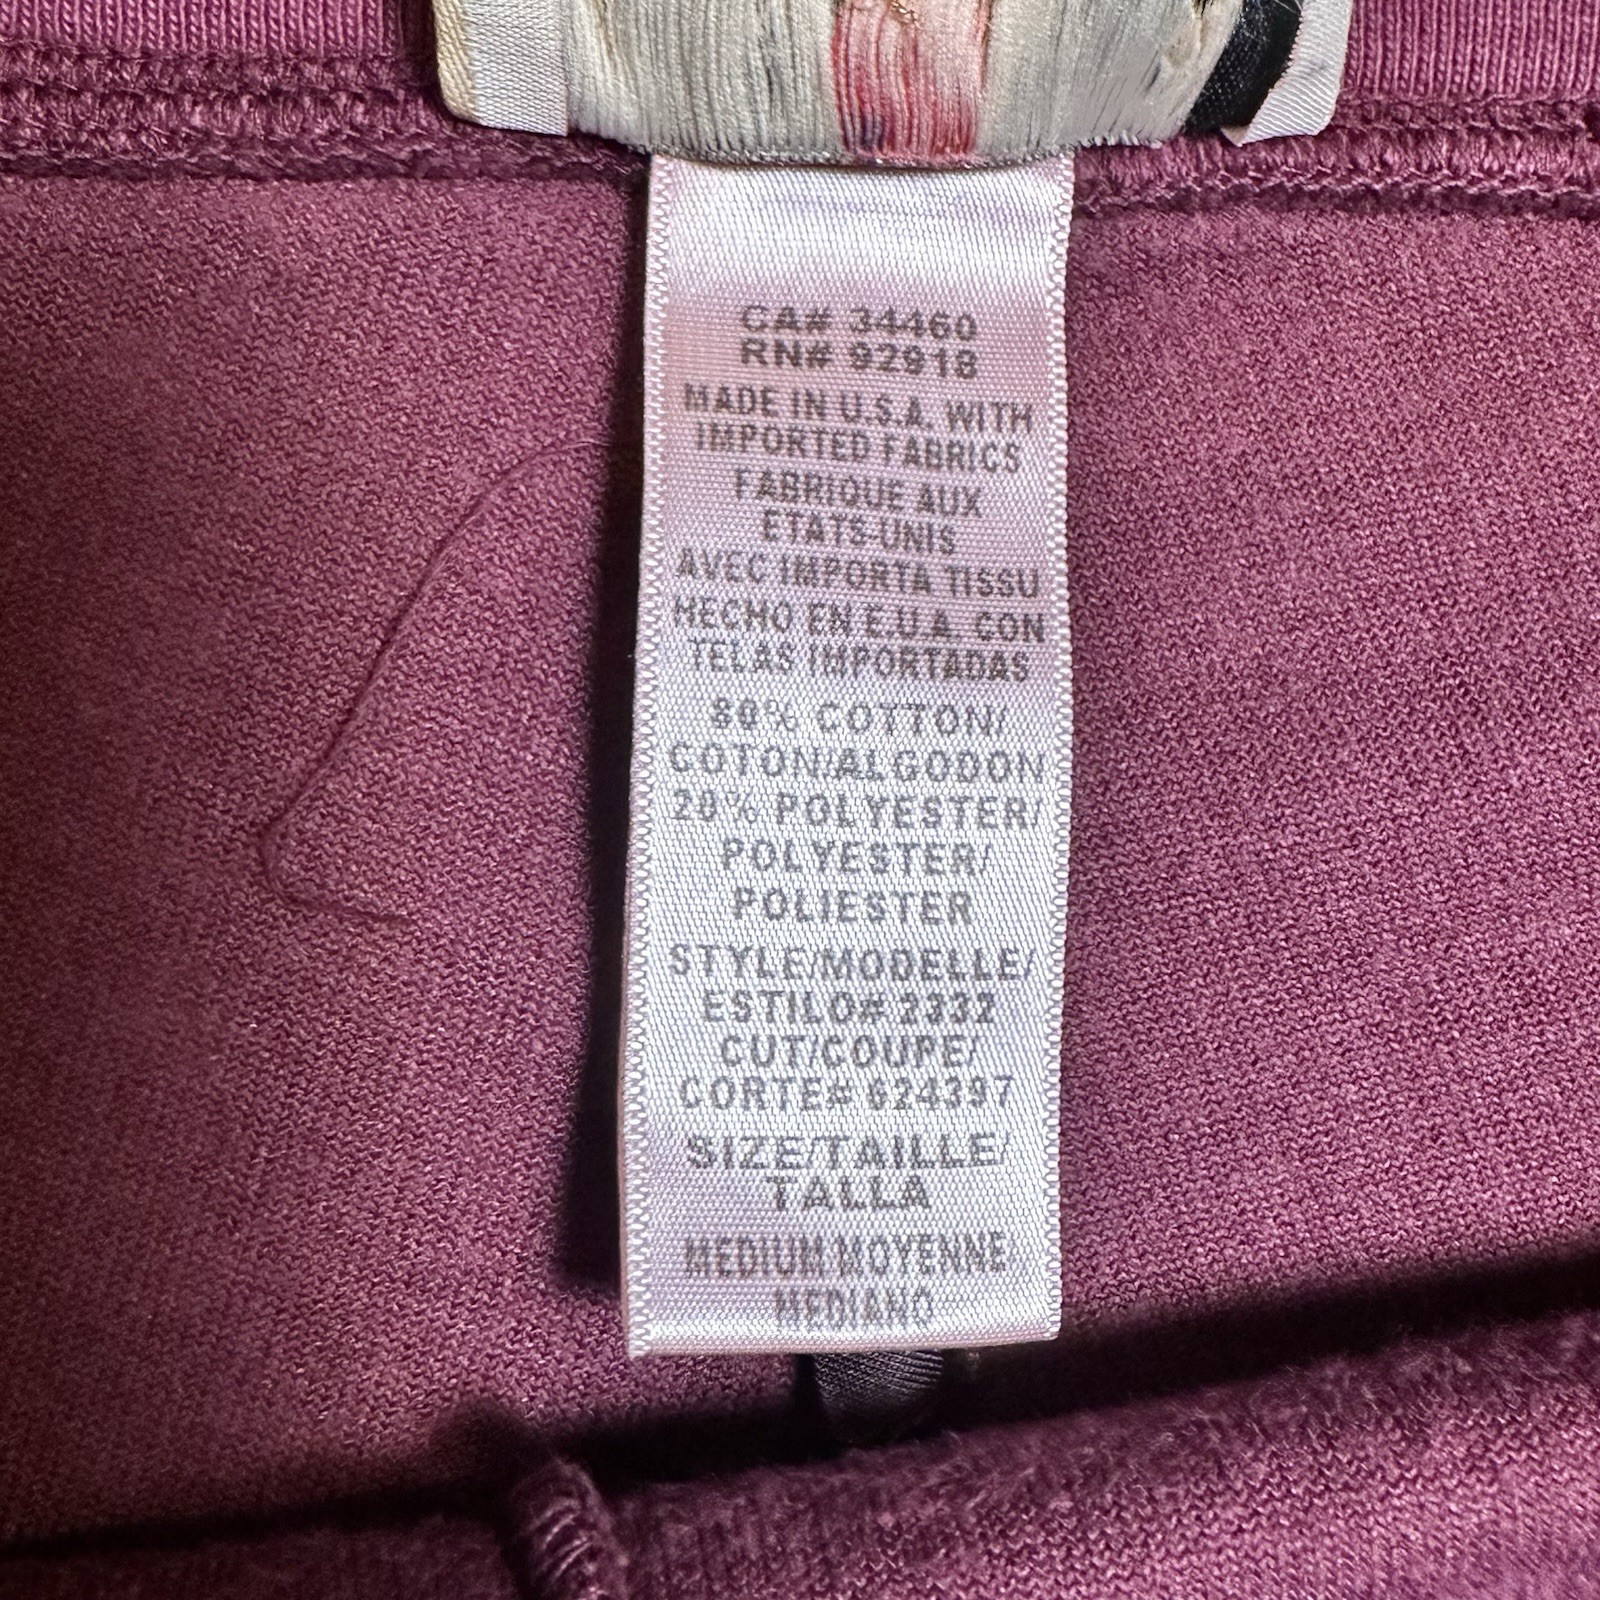 CA# 34460
RN# 92918
MADE IN U.S.A. WITH
IMPORTED FABRICS
FABRIQUE AUX
ETATS-UNIS
AVEC IMPORTA TISSU
HECHO EN E.U.A. CON
TELAS IMPORTADAS
80% COTTON/
COTON/ALGODON
20% POLYESTER/
POLYESTER/
POLIESTER
STYLE/MODELLE/
ESTILO# 2332
CUT/COUPE/
CORTE# 624397
SIZE/TAILLE/
TALLA
MEDIUM/MOYENNE/
MEDIANO